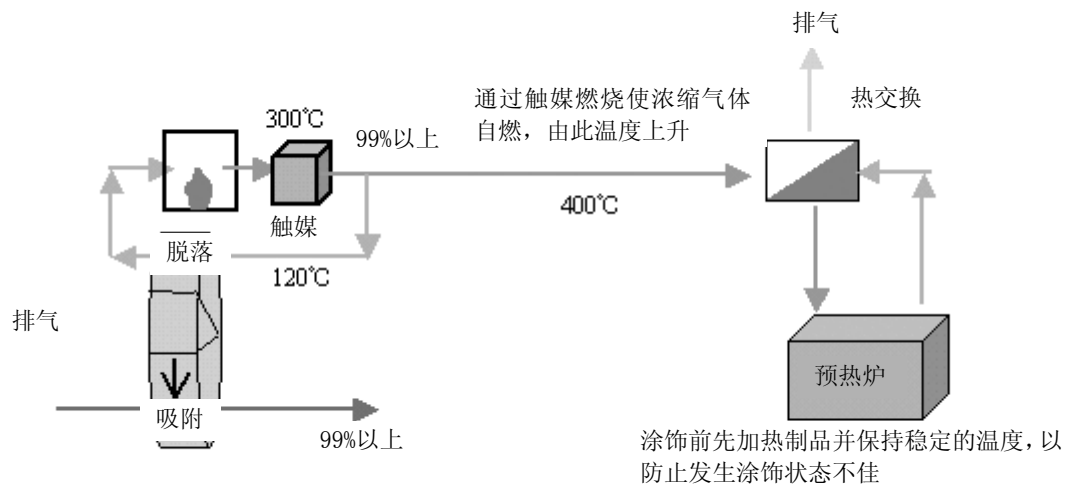 排气
通过触媒燃烧使浓缩气体
自燃，由此温度上升
热交换
300℃
99%以上
400℃
触媒
脱落
120℃
排气
预热炉
吸附
99%以上
涂饰前先加热制品并保持稳定的温度，以
防止发生涂饰状态不佳